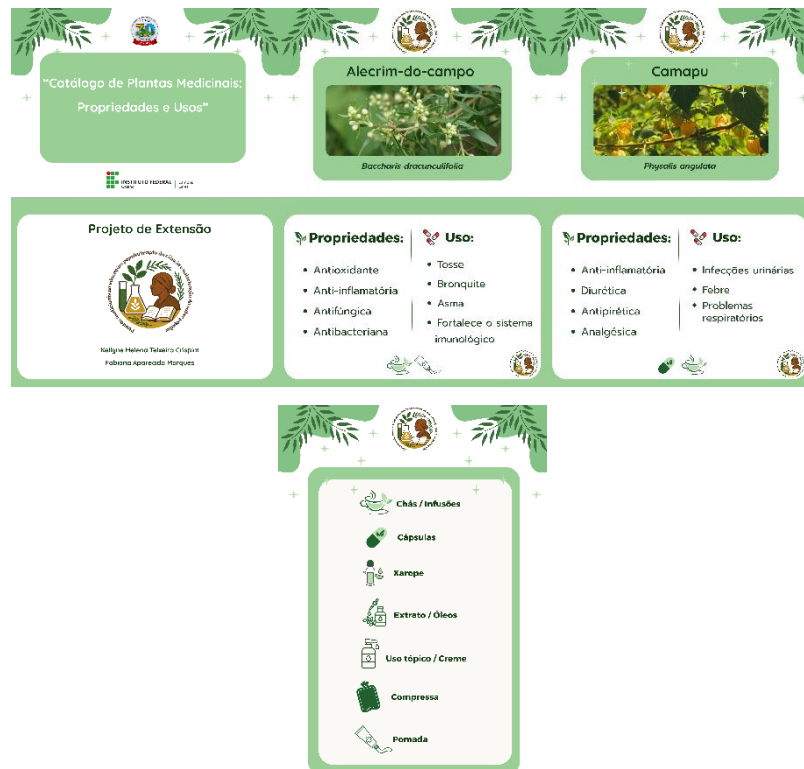 "Catálogo de Plantas Medicinais:
Propriedades e Usos"
INSTITUTO FEDERAL
Alecrim-do-campo
Baccharis dracunculifolia
Camapu
Physalis angulata
Projeto de Extensão
Kellyne Helena Teixeira Crispim
Fabiana Aparecida Marques
Propriedades:
Antioxidante
Anti-inflamatória
Antifúngica
Antibacteriana
Uso:
Tosse
Bronquite
Asma
Fortalece o sistema
imunológico
Propriedades:
Anti-inflamatória
Diurética
Antipirética
Analgésica
Uso:
Infecções urinárias
Febre
Problemas
respiratórios
Chás / Infusões
Cápsulas
Xarope
Extrato / Óleos
Uso tópico / Creme
Compressa
Pomada